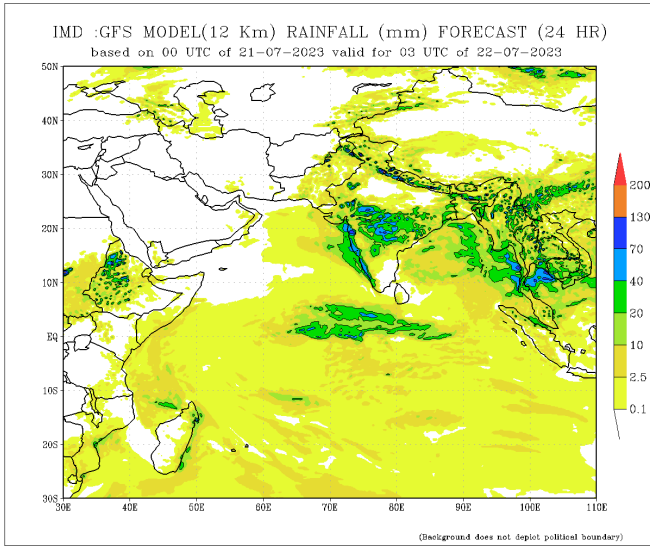 IMD :GFS MODEL(12 Km) RAINFALL (mm) FORECAST (24 HR)
based on 00 UTC of 21-07-2023 valid for 03 UTC of 22-07-2023
50N
40N
30N
20N
10N
EQ
10S
20S
30S
30E 40E 50E 60E 70E 80E 90E 100E 110E
200
130
70
40
20
10
2.5
0.1
(Background does not depict political boundary)